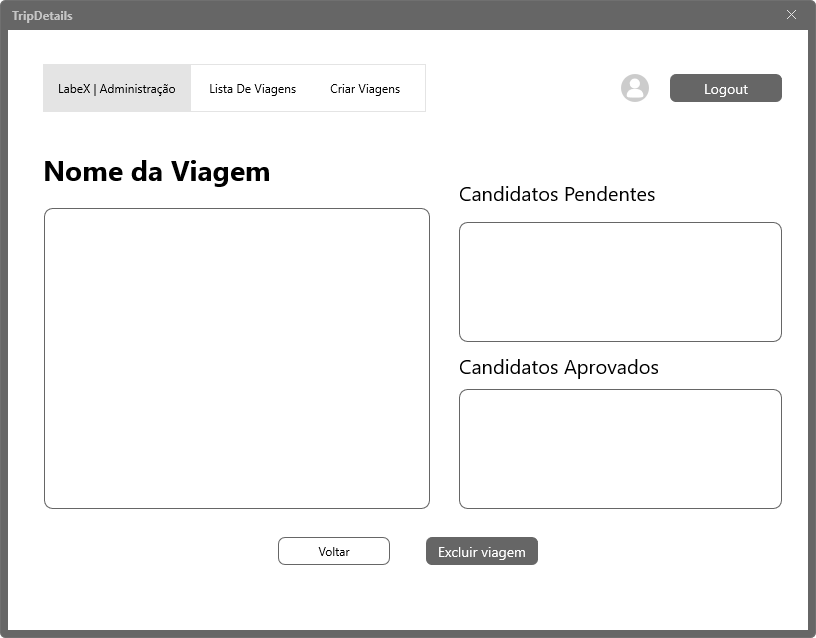 TripDetails
LabeX | Administração
Lista De Viagens
Criar Viagens
Logout
Nome da Viagem
Candidatos Pendentes
Candidatos Aprovados
Voltar
Excluir viagem